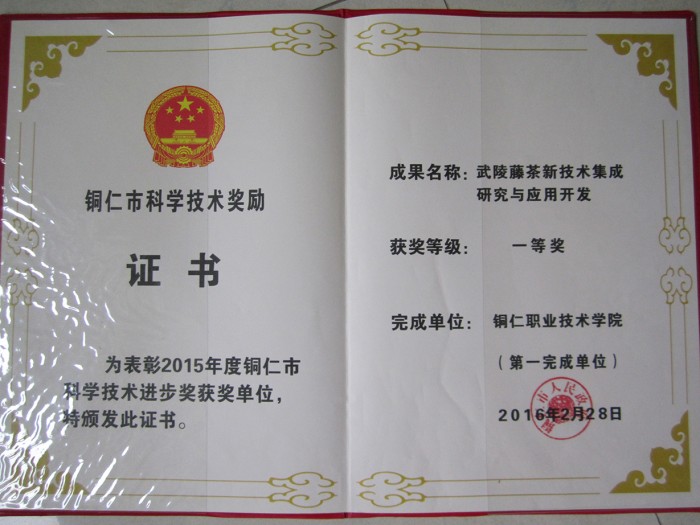 铜仁市科学技术奖励
证书
为表彰2015年度铜仁市
科学技术进步奖获奖单位，
特颁发此证书。
成果名称：武陵藤茶新技术集成
研究与应用开发
获奖等级：一等奖
完成单位：铜仁职业技术学院
（第一完成单位）
2016年2月28日
市人民政